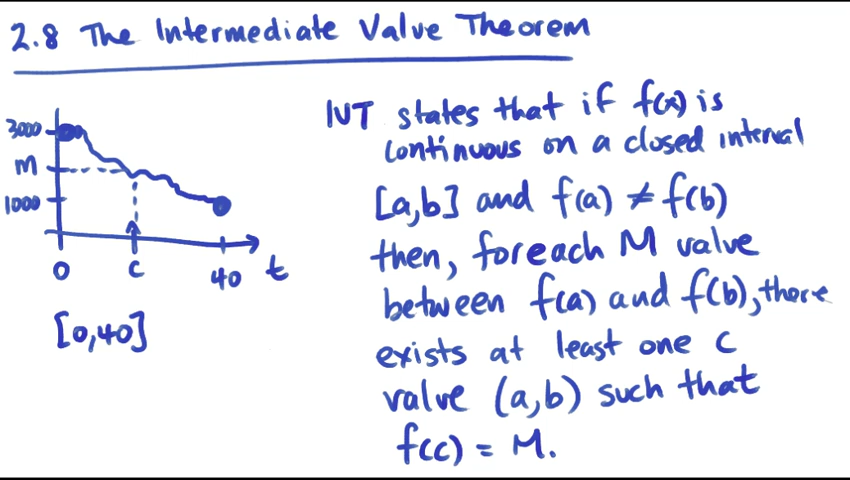 2.8 The Intermediate Value Theorem
3000
M
1000
0
c
40
t
[0,40]
IVT states that if f(x) is
continuous on a closed interval
[a,b] and f(a) ≠ f(b)
then, foreach M value
between f(a) and f(b), there
exists at least one c
value (a,b) such that
f(c) = M.